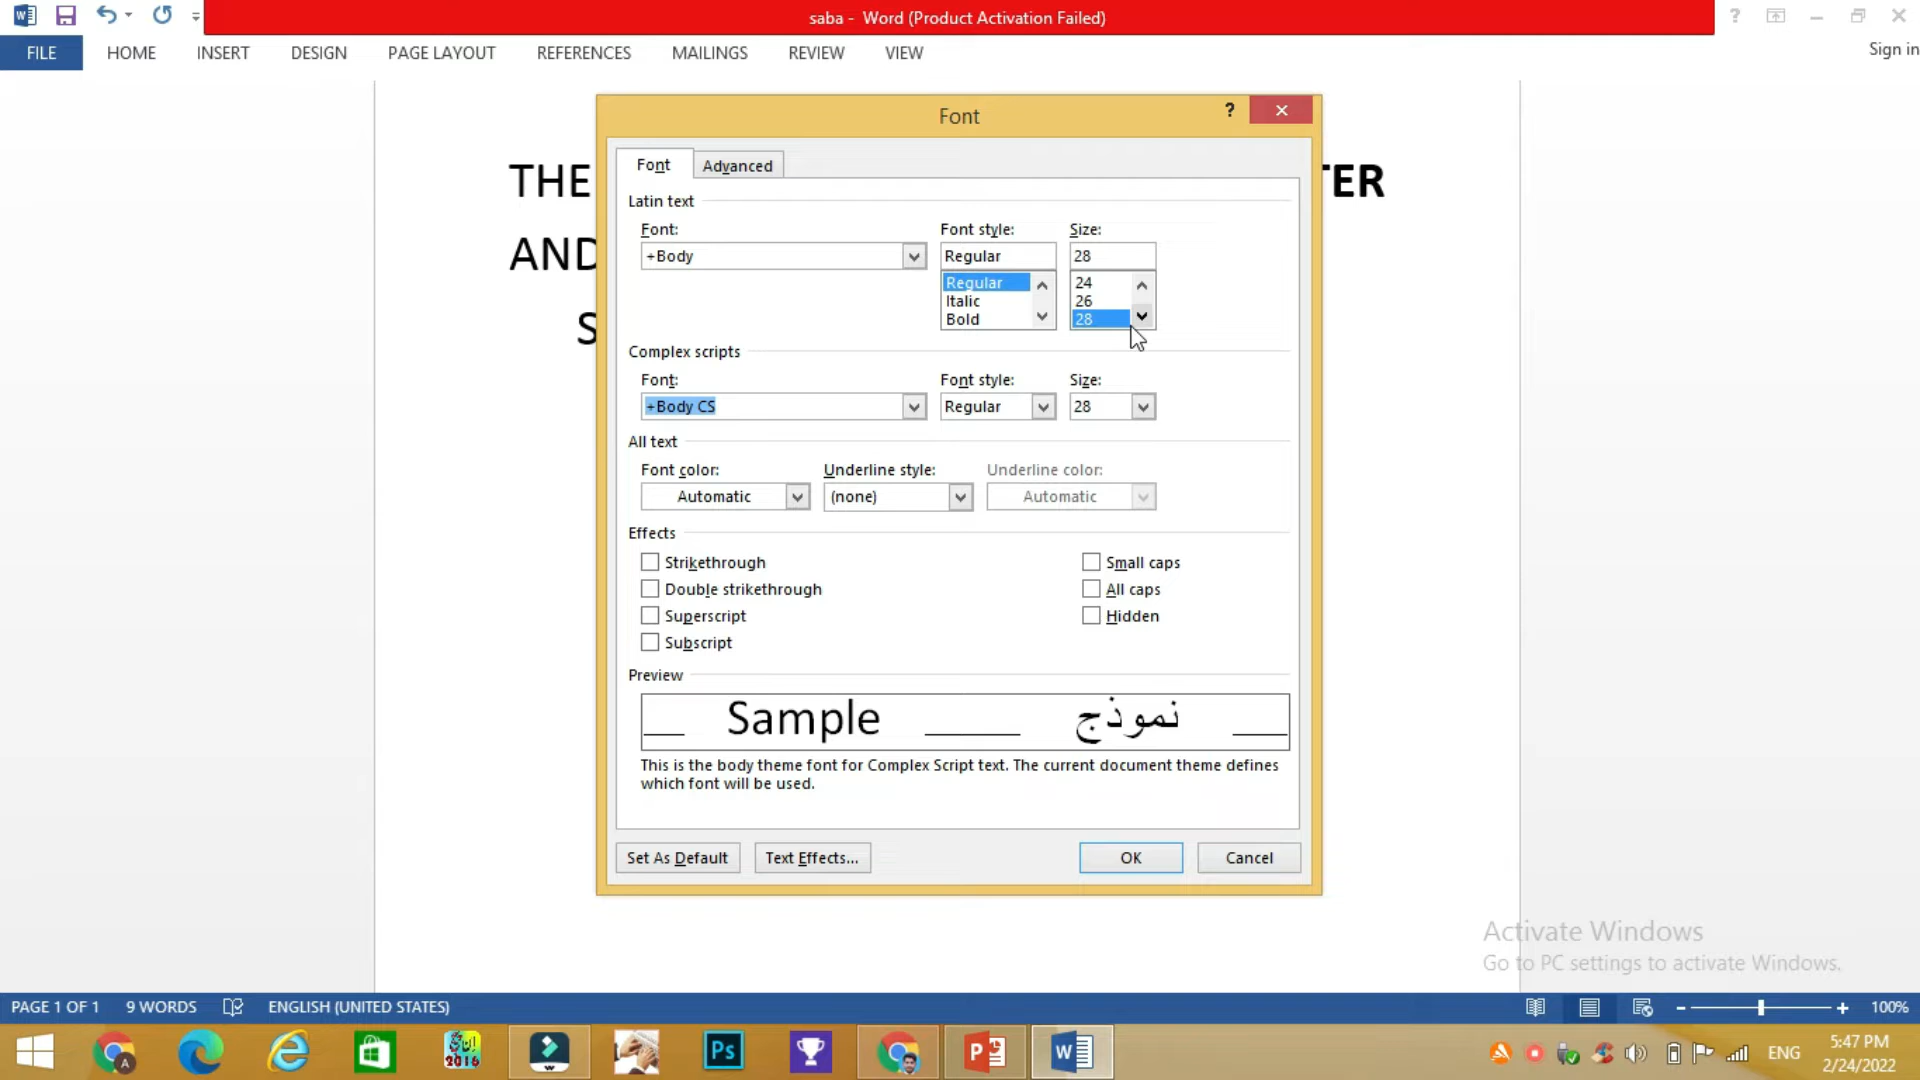 saba - Word (Product Activation Failed)
FILE HOME INSERT DESIGN PAGE LAYOUT REFERENCES MAILINGS REVIEW VIEW Sign in
Font ?
THE TER
AND
S
Font Advanced
Latin text
Font: Font style: Size:
+Body Regular 28
Regular 24
Italic 26
Bold 28
Complex scripts
Font: Font style: Size:
+Body CS Regular 28
All text
Font color: Underline style: Underline color:
Automatic (none) Automatic
Effects
Strikethrough Small caps
Double strikethrough All caps
Superscript Hidden
Subscript
Preview
Sample نموذج
This is the body theme font for Complex Script text. The current document theme defines
which font will be used.
Set As Default Text Effects... OK Cancel
Activate Windows
Go to PC settings to activate Windows.
PAGE 1 OF 1 9 WORDS ENGLISH (UNITED STATES) 100%
A 2016 Ps P W ENG 5:47 PM
2/24/2022